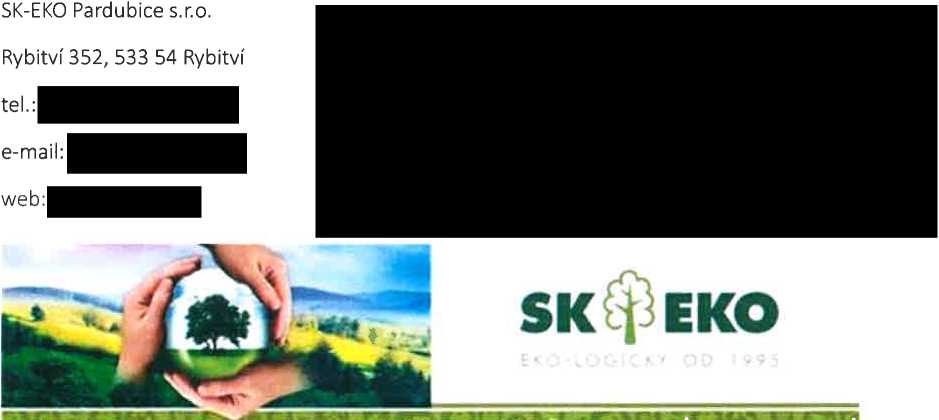 SK-EKO Pardubice s.r.o.
Rybitví 352, 533 54 Rybitví
tel.:
e-mail:
web:
SK EKO
EKO-LOGICKY OD 1995